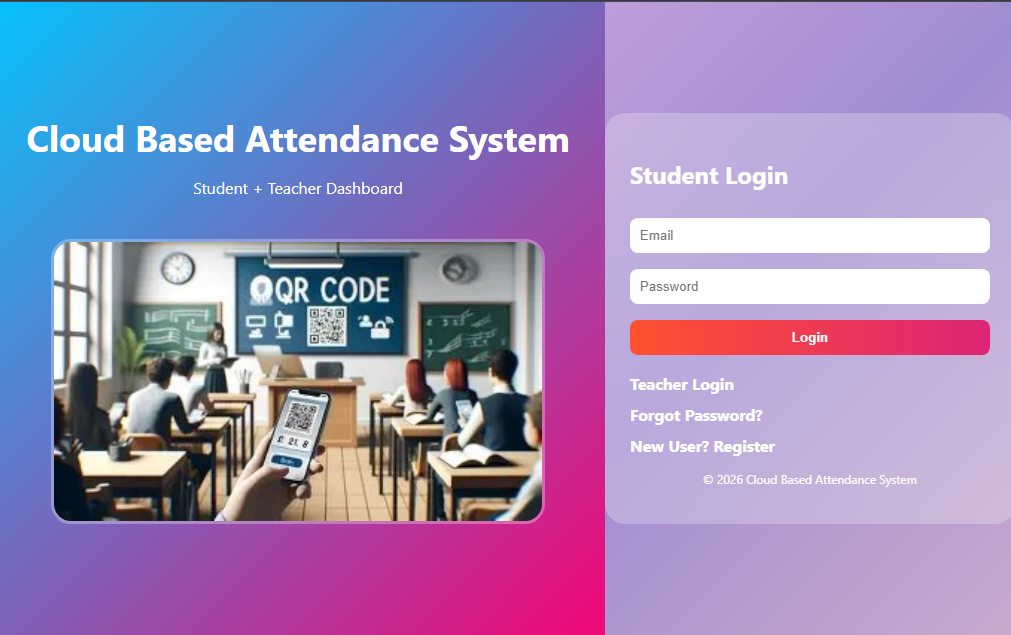 Cloud Based Attendance System
Student + Teacher Dashboard
QR CODE
Student Login
Email
Password
Login
Teacher Login
Forgot Password?
New User? Register
© 2026 Cloud Based Attendance System